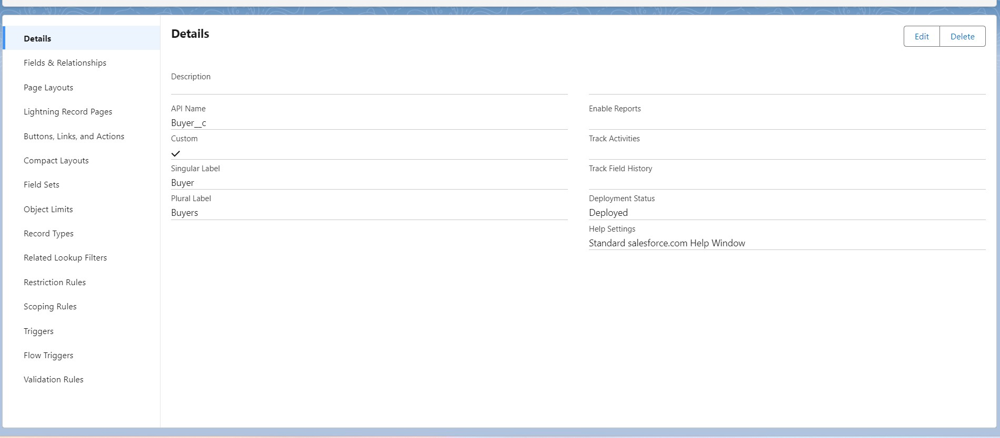 Details
Fields & Relationships
Page Layouts
Lightning Record Pages
Buttons, Links, and Actions
Compact Layouts
Field Sets
Object Limits
Record Types
Related Lookup Filters
Restriction Rules
Scoping Rules
Triggers
Flow Triggers
Validation Rules
Details
Edit
Delete
Description
API Name
Buyer__c
Custom
Singular Label
Buyer
Plural Label
Buyers
Enable Reports
Track Activities
Track Field History
Deployment Status
Deployed
Help Settings
Standard salesforce.com Help Window